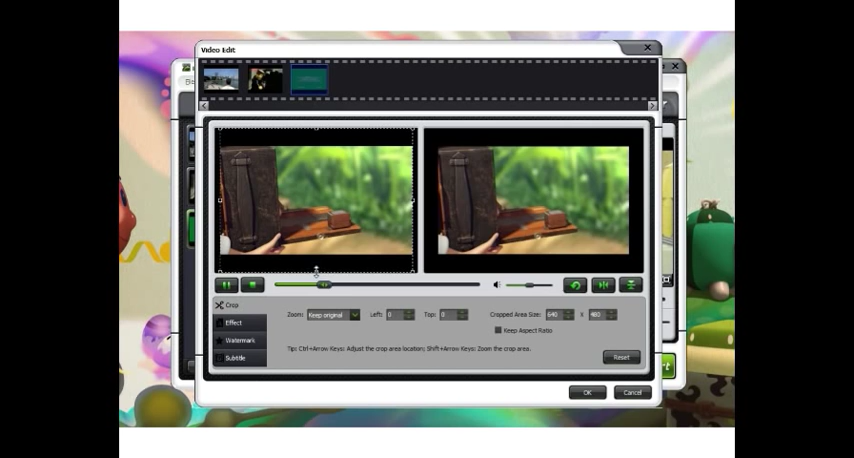 Video Edit
Crop
Zoom: Keep original Left: 0 Top: 0 Cropped Area Size: 640 X 480
Effect
Keep Aspect Ratio
Watermark
Tip: Ctrl+Arrow Keys: Adjust the crop area location; Shift+Arrow Keys: Zoom the crop area.
Subtitle
Reset
OK Cancel